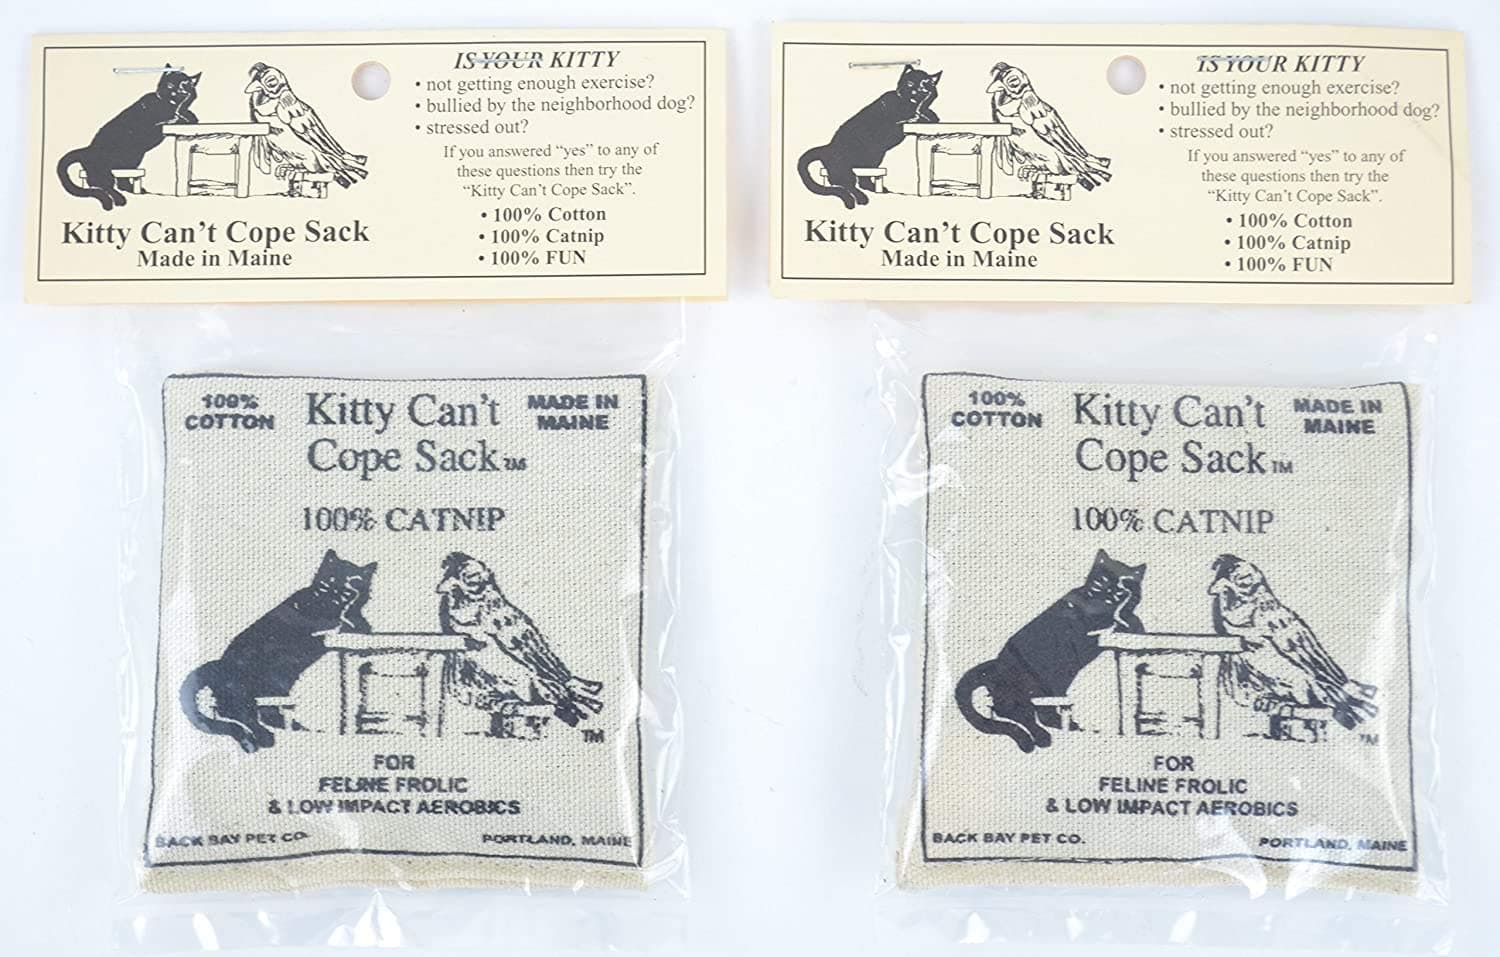 IS YOUR KITTY
• not getting enough exercise?
• bullied by the neighborhood dog?
• stressed out?
If you answered “yes” to any of
these questions then try the
“Kitty Can’t Cope Sack”.
• 100% Cotton
• 100% Catnip
• 100% FUN
Kitty Can’t Cope Sack
Made in Maine
100%
COTTON
Kitty Can’t
Cope Sack™
MADE IN
MAINE
100% CATNIP
TM
FOR
FELINE FROLIC
& LOW IMPACT AEROBICS
BACK BAY PET CO.
PORTLAND, MAINE
IS YOUR KITTY
• not getting enough exercise?
• bullied by the neighborhood dog?
• stressed out?
If you answered “yes” to any of
these questions then try the
“Kitty Can’t Cope Sack”.
• 100% Cotton
• 100% Catnip
• 100% FUN
Kitty Can’t Cope Sack
Made in Maine
100%
COTTON
Kitty Can’t
Cope Sack™
MADE IN
MAINE
100% CATNIP
TM
FOR
FELINE FROLIC
& LOW IMPACT AEROBICS
BACK BAY PET CO.
PORTLAND, MAINE